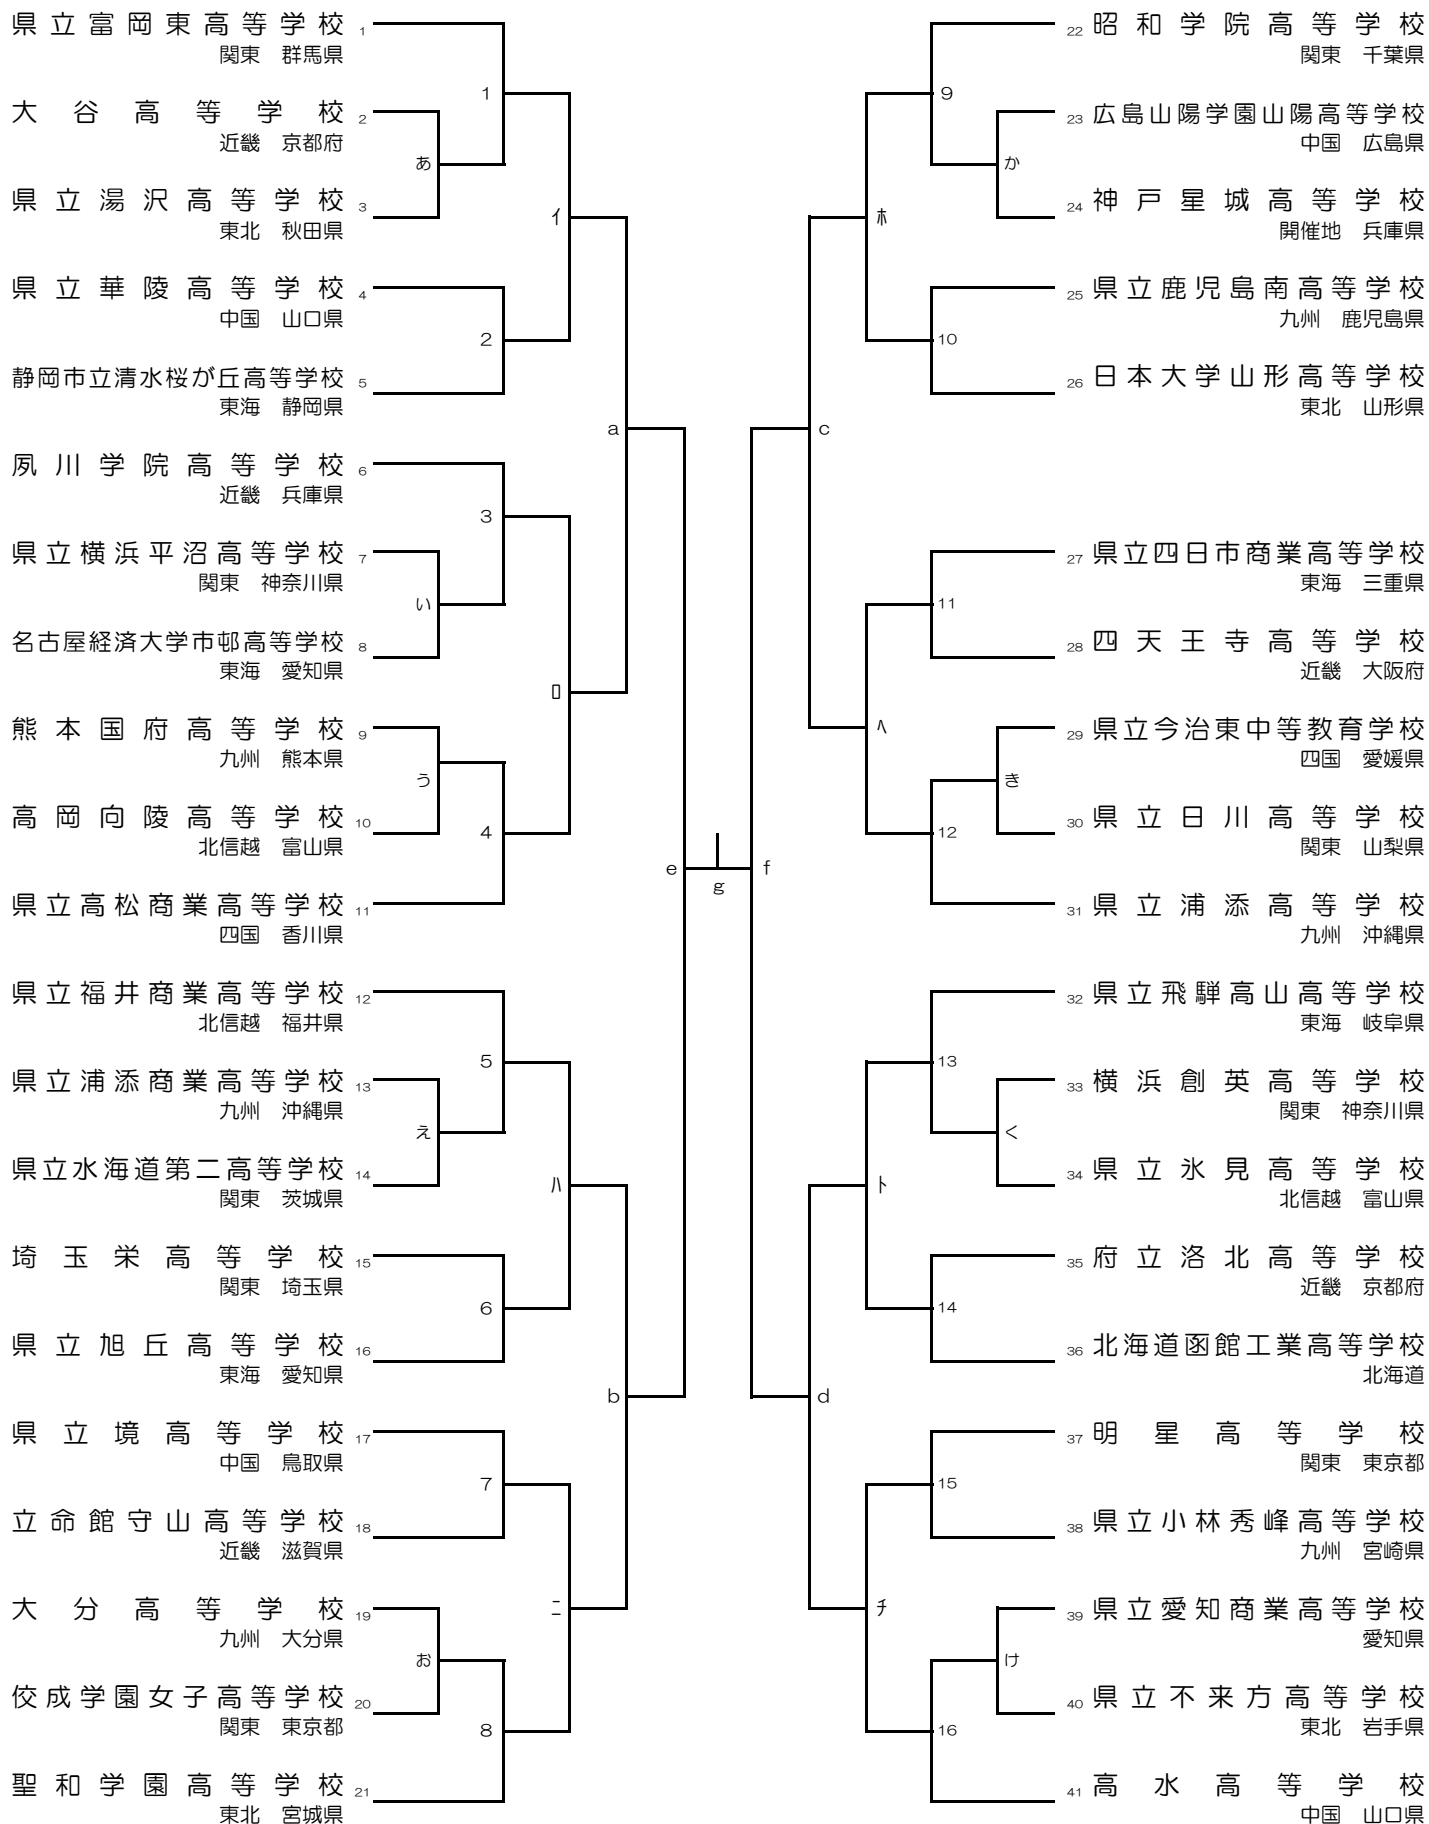 県立富岡東高等学校 1
関東 群馬県
1
大谷高等学校 2
近畿 京都府
あ
県立湯沢高等学校 3
東北 秋田県
イ
県立華陵高等学校 4
中国 山口県
2
静岡市立清水桜が丘高等学校 5
東海 静岡県
a
夙川学院高等学校 6
近畿 兵庫県
3
県立横浜平沼高等学校 7
関東 神奈川県
い
名古屋経済大学市邨高等学校 8
東海 愛知県
ロ
熊本国府高等学校 9
九州 熊本県
う
高岡向陵高等学校 10
北信越 富山県
4
e
県立高松商業高等学校 11
四国 香川県
県立福井商業高等学校 12
北信越 福井県
5
県立浦添商業高等学校 13
九州 沖縄県
え
県立水海道第二高等学校 14
関東 茨城県
ハ
埼玉栄高等学校 15
関東 埼玉県
6
県立旭丘高等学校 16
東海 愛知県
b
県立境高等学校 17
中国 鳥取県
7
立命館守山高等学校 18
近畿 滋賀県
大分高等学校 19
九州 大分県
ニ
お
佼成学園女子高等学校 20
関東 東京都
8
聖和学園高等学校 21
東北 宮城県
g
22 昭和学院高等学校
関東 千葉県
9
23 広島山陽学園山陽高等学校
中国 広島県
か
24 神戸星城高等学校
開催地 兵庫県
ホ
25 県立鹿児島南高等学校
九州 鹿児島県
10
26 日本大学山形高等学校
東北 山形県
c
27 県立四日市商業高等学校
東海 三重県
11
28 四天王寺高等学校
近畿 大阪府
ヘ
29 県立今治東中等教育学校
四国 愛媛県
き
30 県立日川高等学校
関東 山梨県
12
f
31 県立浦添高等学校
九州 沖縄県
32 県立飛騨高山高等学校
東海 岐阜県
13
33 横浜創英高等学校
関東 神奈川県
く
34 県立氷見高等学校
北信越 富山県
ト
35 府立洛北高等学校
近畿 京都府
14
36 北海道函館工業高等学校
北海道
d
37 明星高等学校
関東 東京都
15
38 県立小林秀峰高等学校
九州 宮崎県
チ
39 県立愛知商業高等学校
愛知県
け
40 県立不来方高等学校
東北 岩手県
16
41 高水高等学校
中国 山口県